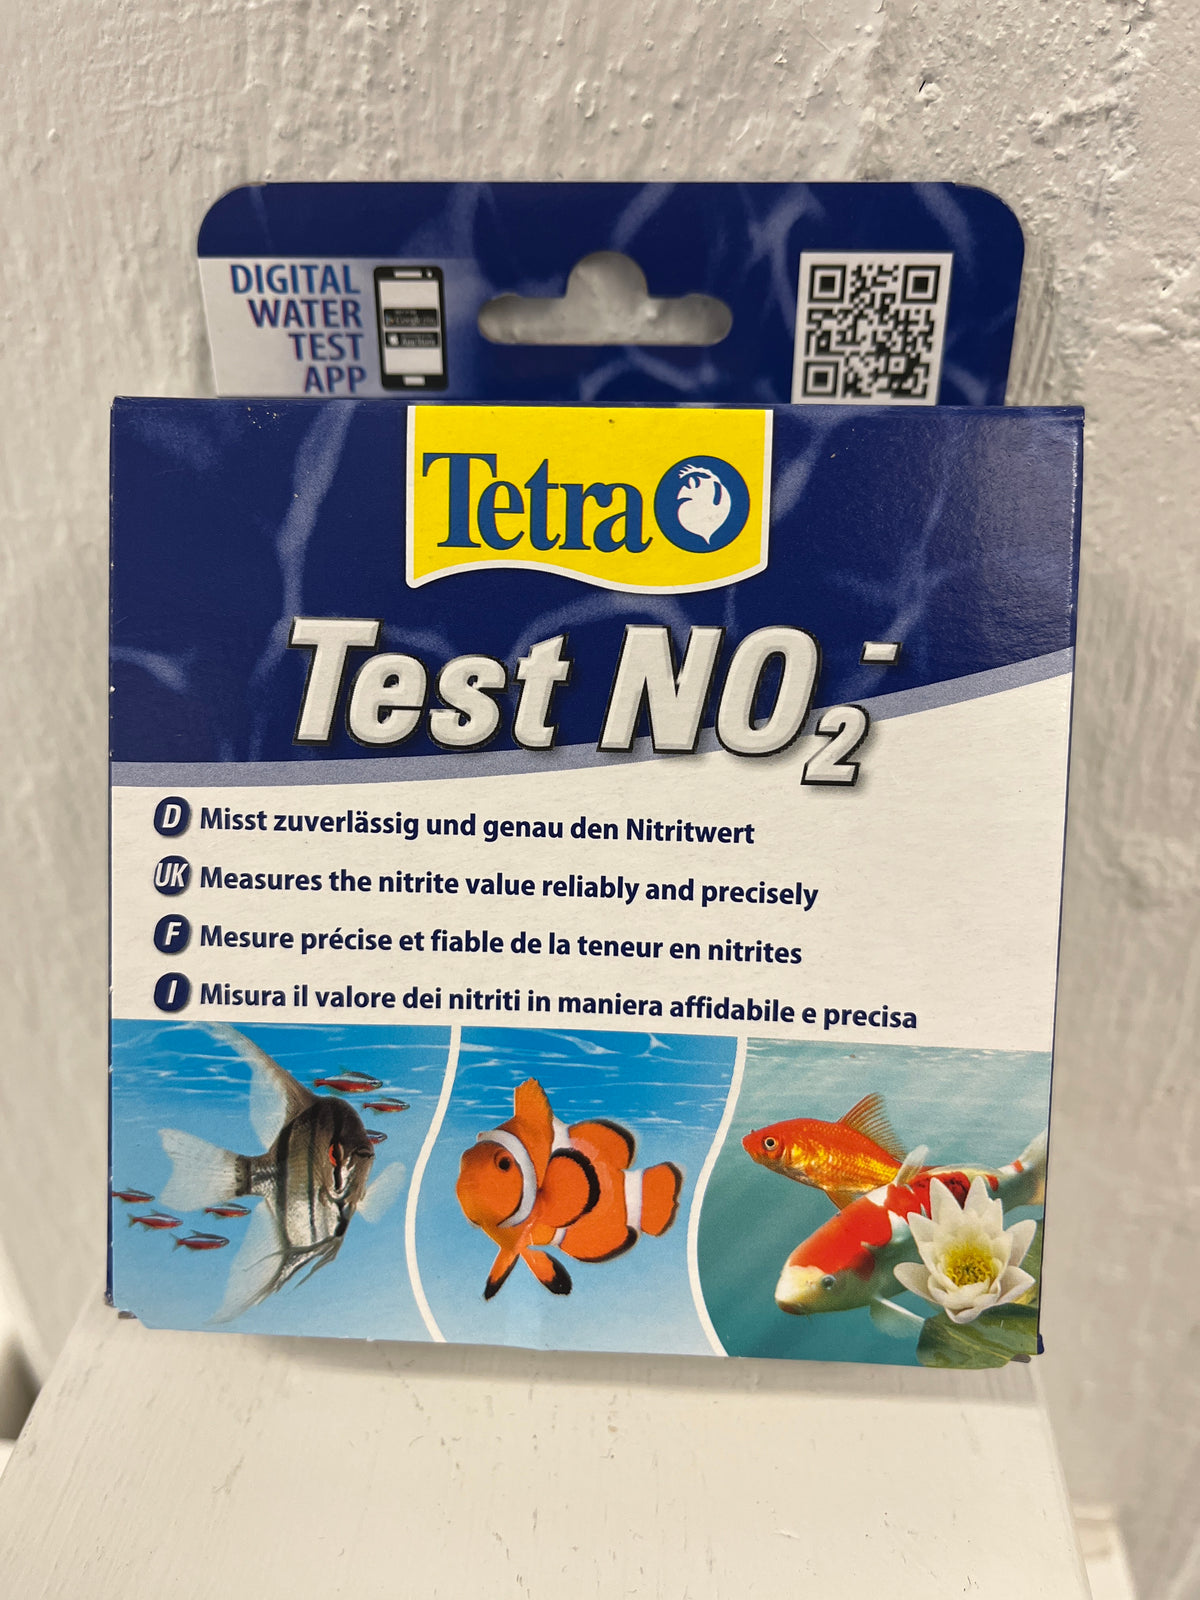 DIGITAL
WATER
TEST
APP
Tetra
Test NO₂⁻
D Misst zuverlässig und genau den Nitritwert
UK Measures the nitrite value reliably and precisely
F Mesure précise et fiable de la teneur en nitrites
I Misura il valore dei nitriti in maniera affidabile e precisa